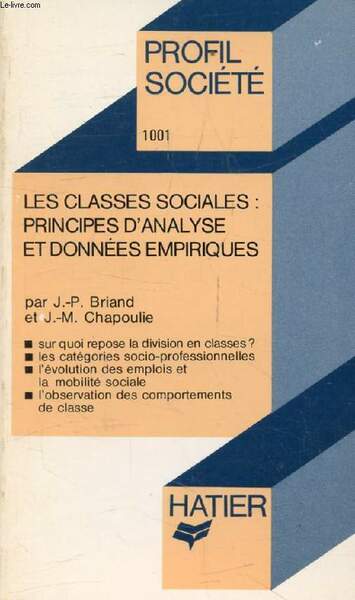 Le-livre.com
PROFIL
SOCIÉTÉ
1001
LES CLASSES SOCIALES :
PRINCIPES D'ANALYSE
ET DONNÉES EMPIRIQUES
par J.-P. Briand
et J.-M. Chapoulie
■ sur quoi repose la division en classes ?
■ les catégories socio-professionnelles
■ l'évolution des emplois et
la mobilité sociale
■ l'observation des comportements
de classe
HATIER